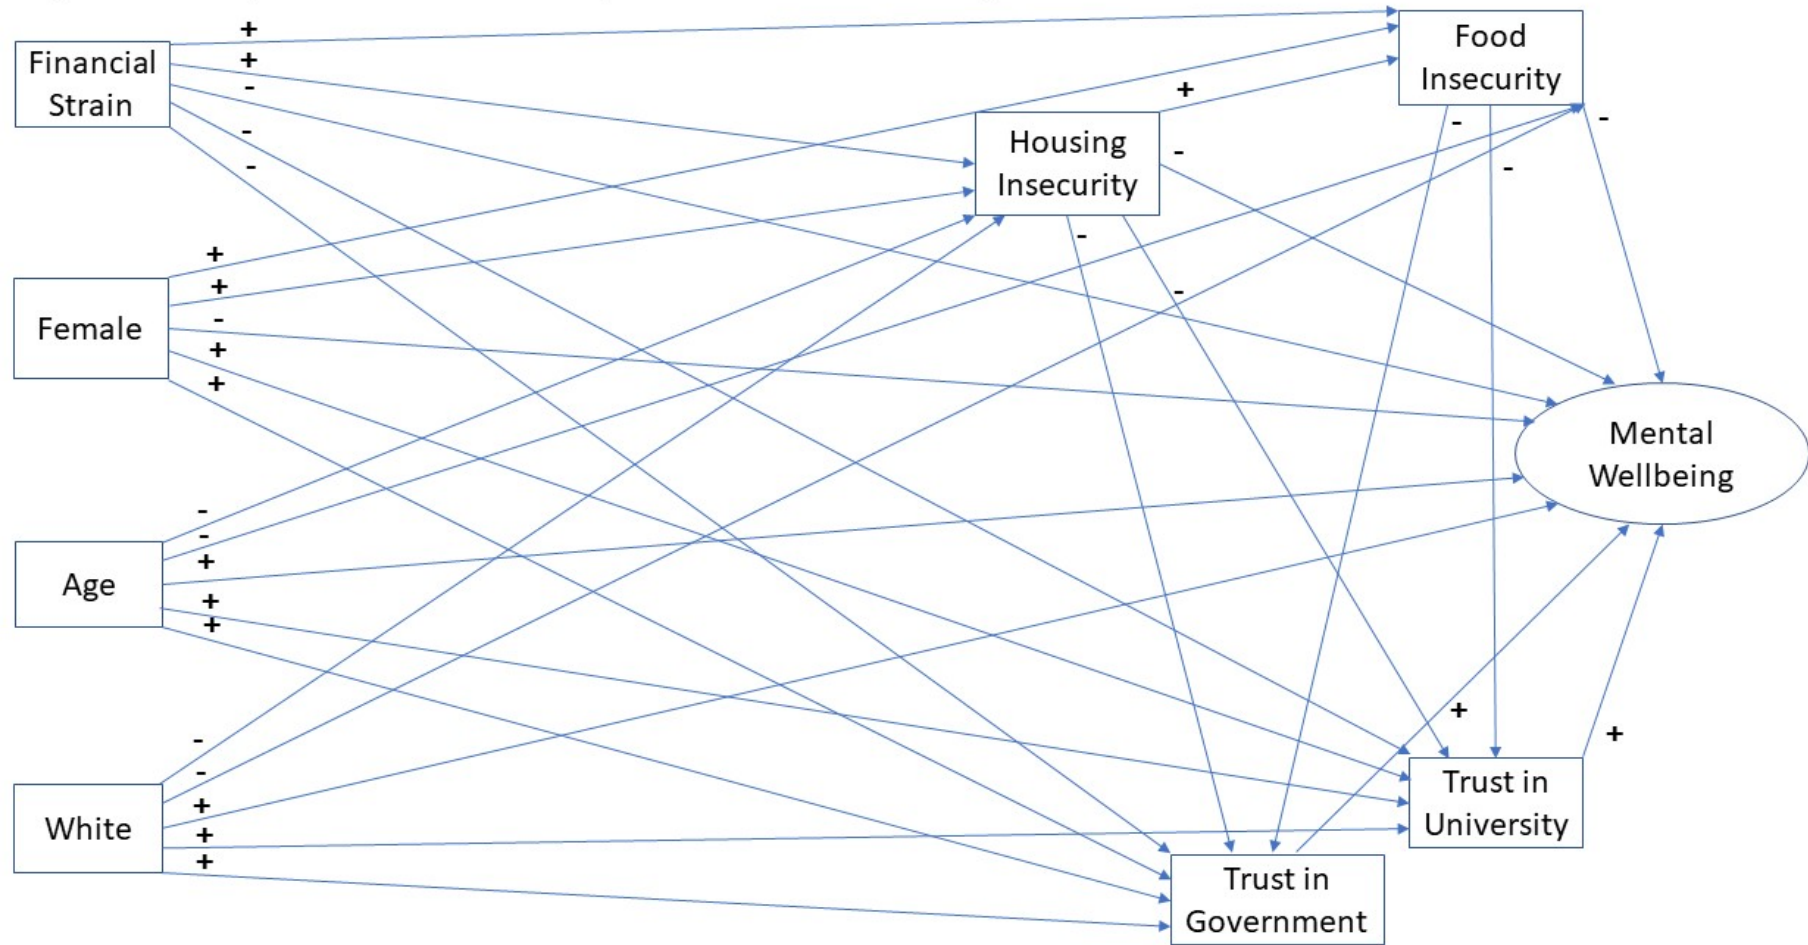 Financial
Strain
+
+
-
-
-
Female
+
+
-
+
+
Age
-
-
+
+
+
White
-
-
+
+
+
Housing
Insecurity
+
-
-
-
Food
Insecurity
-
-
-
Mental
Wellbeing
Trust in
University
+
Trust in
Government
+